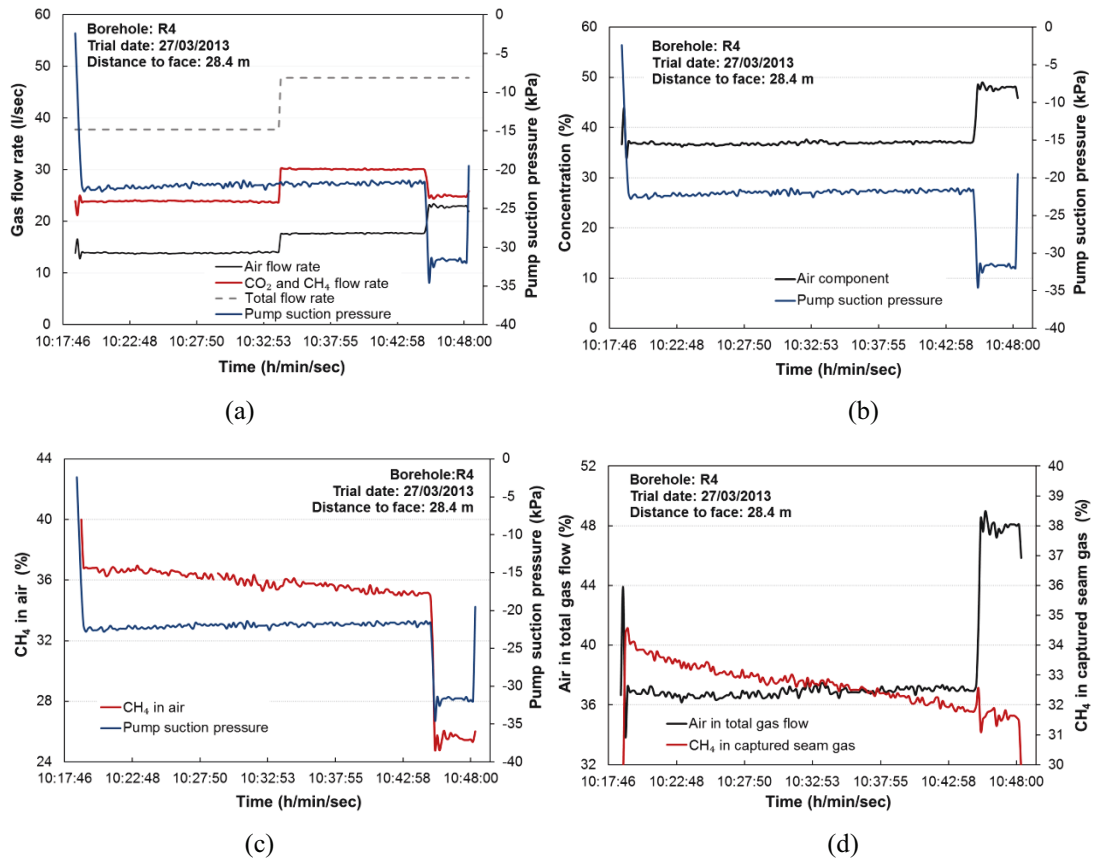 60
50
40
30
20
10
0
Gas flow rate (l/sec)
Borehole: R4
Trial date: 27/03/2013
Distance to face: 28.4 m
Air flow rate
CO₂ and CH₄ flow rate
Total flow rate
Pump suction pressure
0
-5
-10
-15
-20
-25
-30
-35
-40
Pump suction pressure (kPa)
10:17:46 10:22:48 10:27:50 10:32:53 10:37:55 10:42:58 10:48:00
Time (h/min/sec)
(a)
60
50
40
30
20
10
0
Concentration (%)
Borehole: R4
Trial date: 27/03/2013
Distance to face: 28.4 m
Air component
Pump suction pressure
0
-5
-10
-15
-20
-25
-30
-35
-40
Pump suction pressure (kPa)
10:17:46 10:22:48 10:27:50 10:32:53 10:37:55 10:42:58 10:48:00
Time (h/min/sec)
(b)
44
40
36
33
28
24
CH₄ in air (%)
Borehole:R4
Trial date: 27/03/2013
Distance to face: 28.4 m
CH₄ in air
Pump suction pressure
0
-5
-10
-15
-20
-25
-30
-35
-40
Pump suction pressure (kPa)
10:17:46 10:22:48 10:27:50 10:32:53 10:37:55 10:42:58 10:48:00
Time (h/min/sec)
(c)
52
48
44
40
36
32
Air in total gas flow (%)
Borehole: R4
Trial date: 27/03/2013
Distance to face: 28.4 m
Air in total gas flow
CH₄ in captured seam gas
40
39
38
37
36
35
34
33
32
31
30
CH₄ in captured seam gas (%)
10:17:46 10:22:48 10:27:50 10:32:53 10:37:55 10:42:58 10:48:00
Time (h/min/sec)
(d)